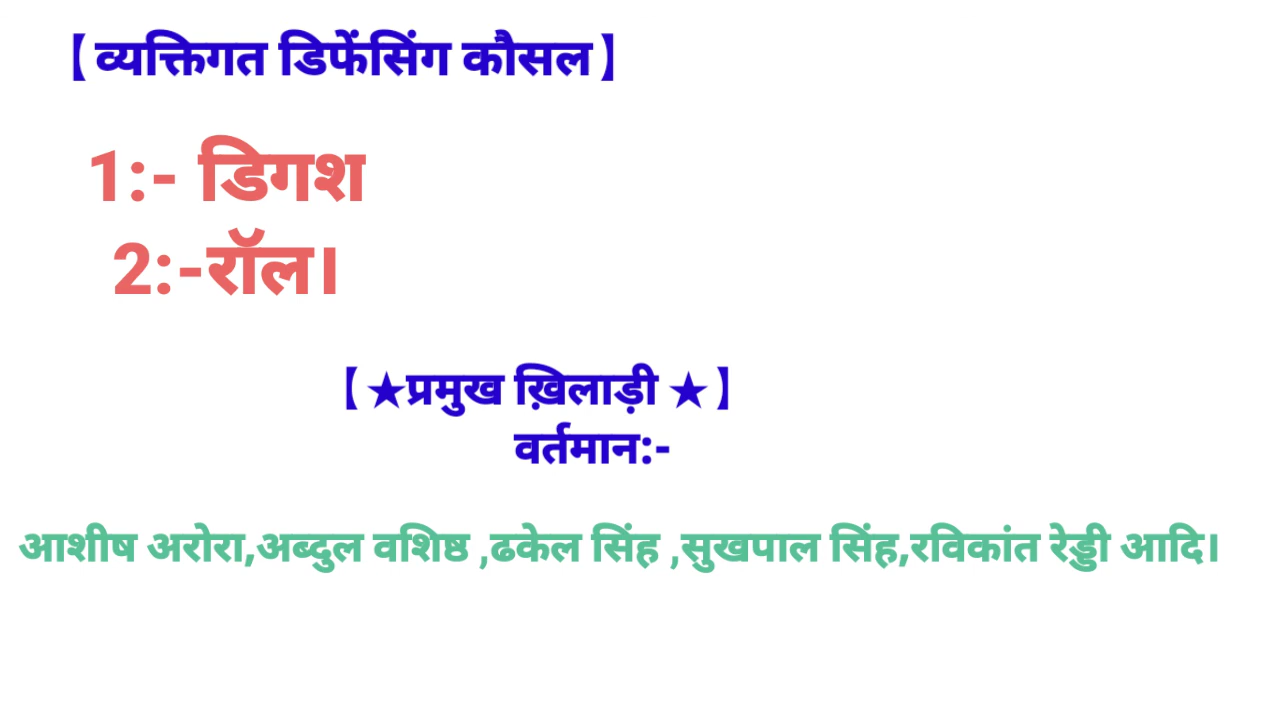 【व्यक्तिगत डिफेंसिंग कौसल】
1:- डिगश
2:-रॉल।
【★प्रमुख ख़िलाड़ी ★】
वर्तमान:-
आशीष अरोरा,अब्दुल वशिष्ठ ,ढकेल सिंह ,सुखपाल सिंह,रविकांत रेड्डी आदि।